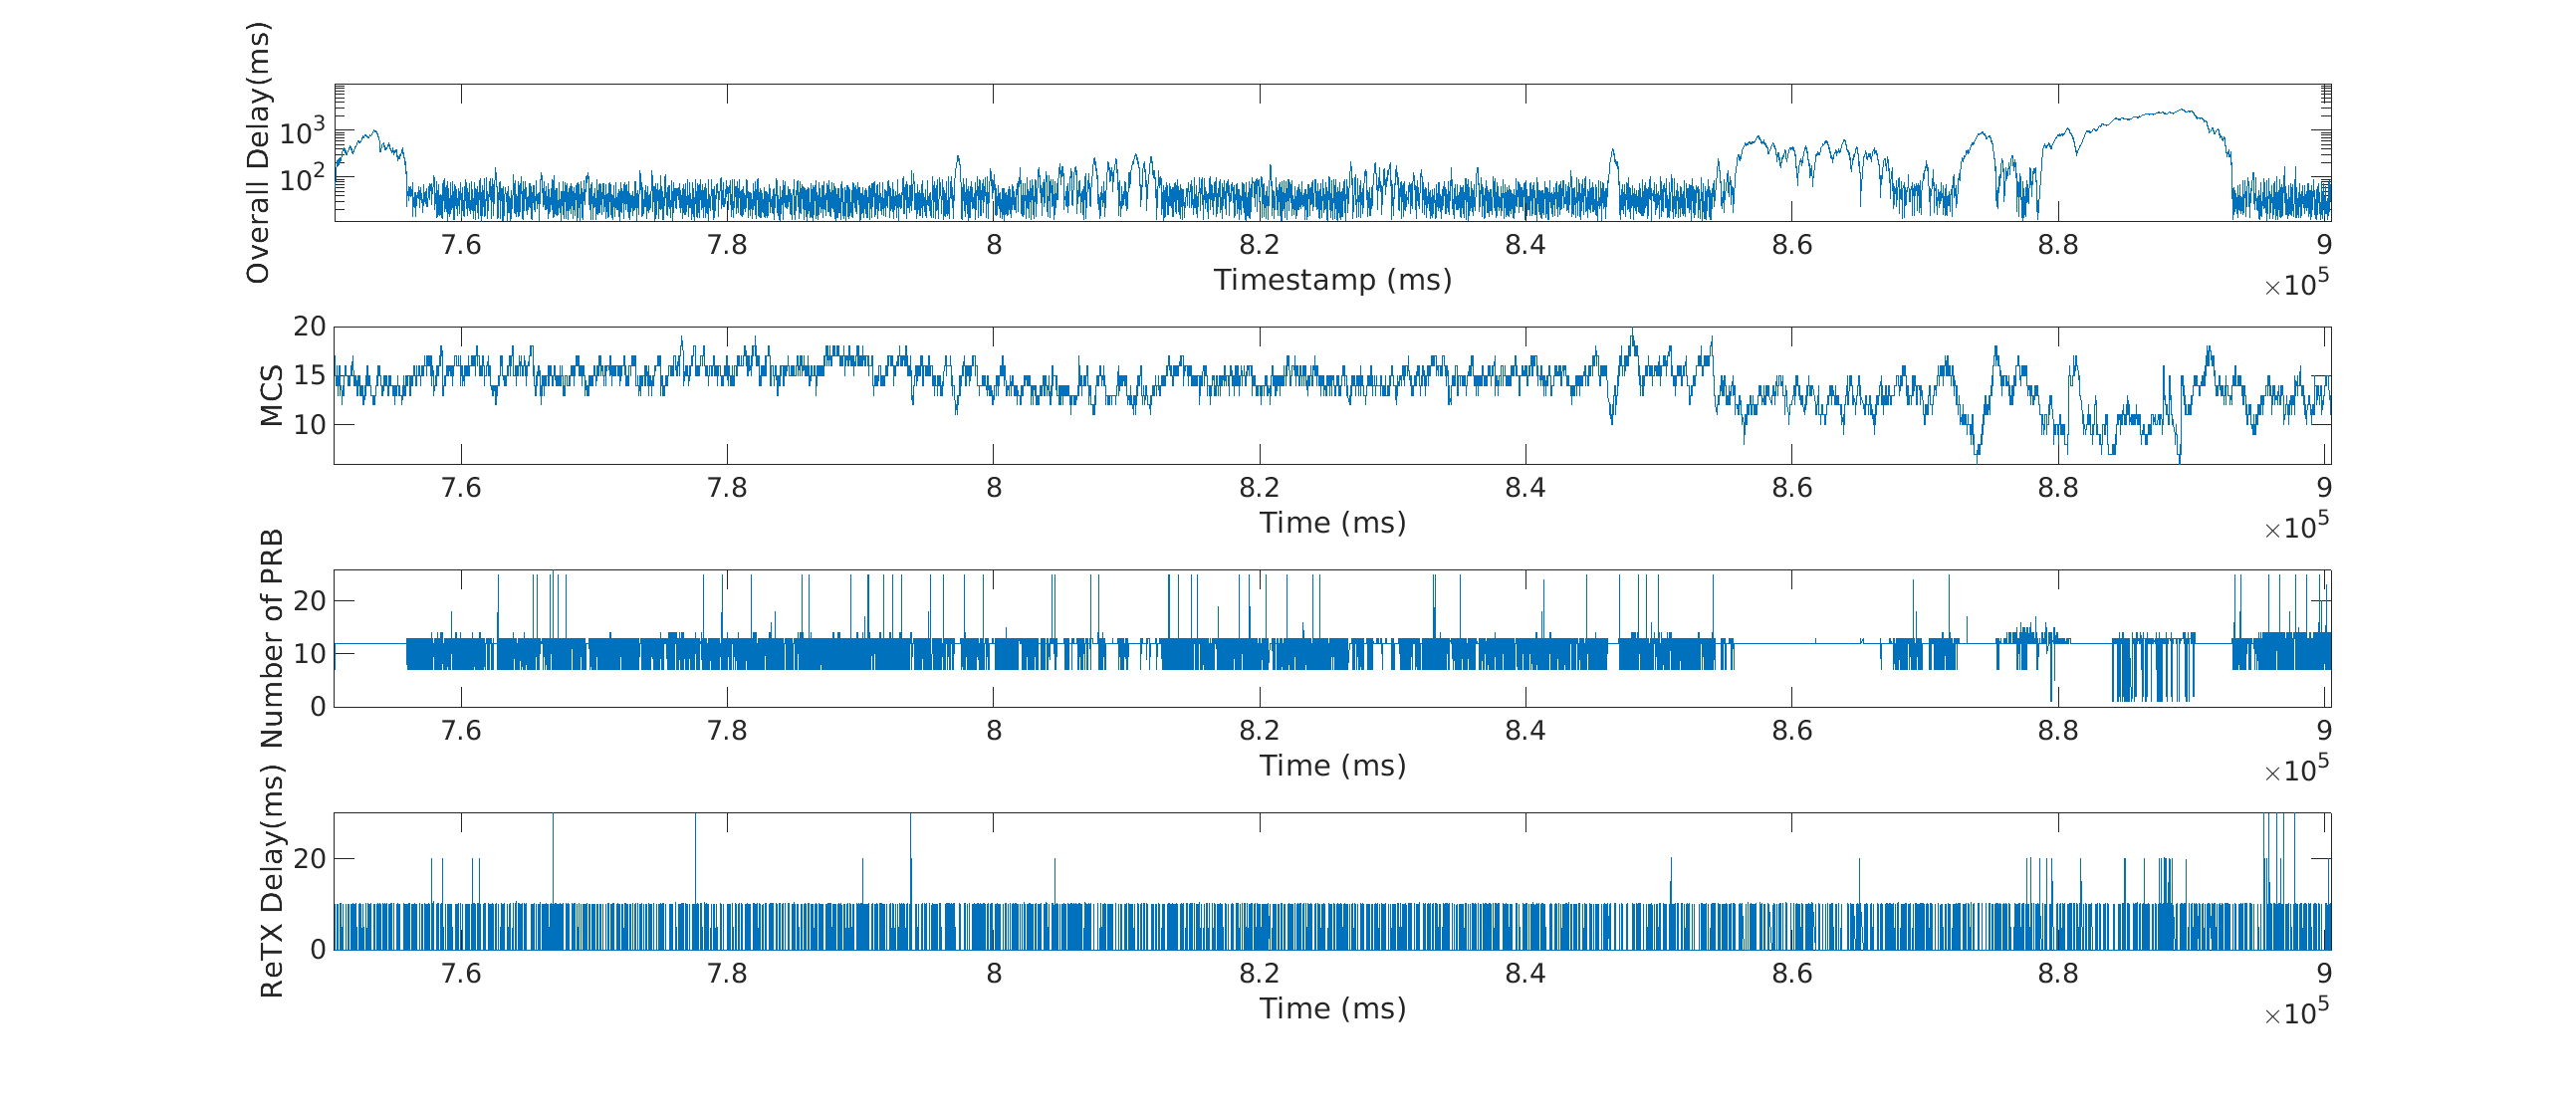 Overall Delay(ms)
10^3
10^2
7.6 7.8 8 8.2 8.4 8.6 8.8 9
Timestamp (ms)
×10^5
MCS
20
15
10
7.6 7.8 8 8.2 8.4 8.6 8.8 9
Time (ms)
×10^5
Number of PRB
20
10
0
7.6 7.8 8 8.2 8.4 8.6 8.8 9
Time (ms)
×10^5
ReTX Delay(ms)
20
0
7.6 7.8 8 8.2 8.4 8.6 8.8 9
Time (ms)
×10^5